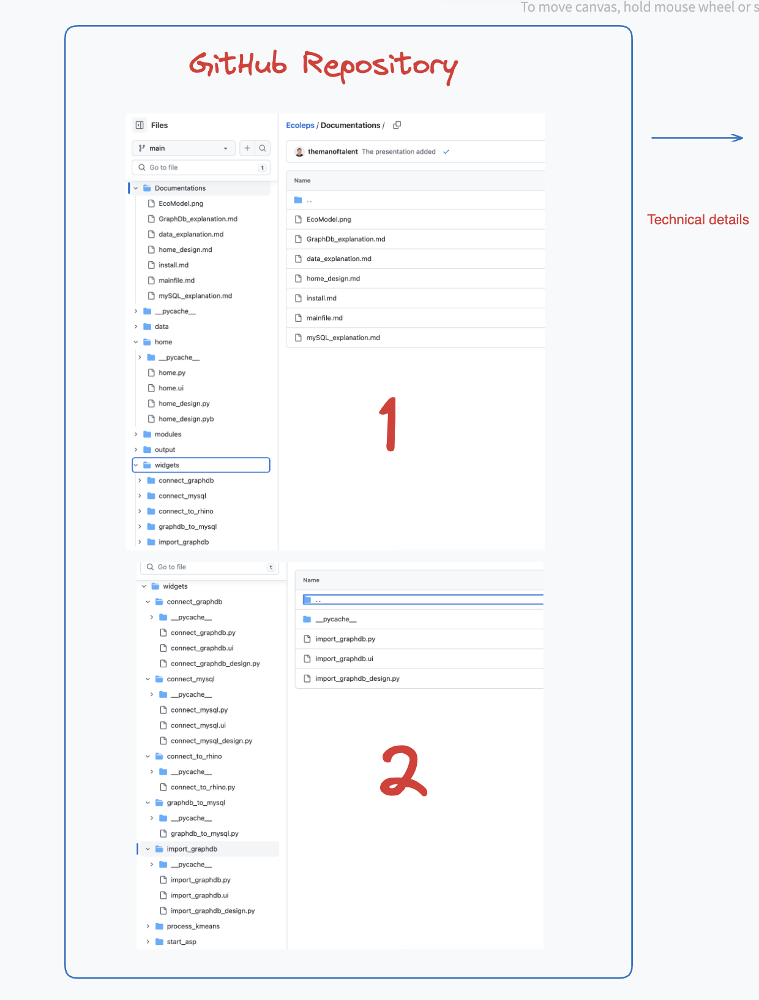 To move canvas, hold mouse wheel or s
GitHub Repository
Files
main
Go to file
t
Documentations
EcoModel.png
GraphDb_explanation.md
data_explanation.md
home_design.md
install.md
mainfile.md
mySQL_explanation.md
__pycache__
data
home
__pycache__
home.py
home.ui
home_design.py
home_design.pyb
modules
output
widgets
connect_graphdb
connect_mysql
connect_to_rhino
graphdb_to_mysql
import_graphdb
Ecoleps / Documentations /
themanoftalent The presentation added
Name
..
EcoModel.png
GraphDb_explanation.md
data_explanation.md
home_design.md
install.md
mainfile.md
mySQL_explanation.md
1
Technical details
Go to file
t
widgets
connect_graphdb
__pycache__
connect_graphdb.py
connect_graphdb.ui
connect_graphdb_design.py
connect_mysql
__pycache__
connect_mysql.py
connect_mysql.ui
connect_mysql_design.py
connect_to_rhino
__pycache__
connect_to_rhino.py
graphdb_to_mysql
__pycache__
graphdb_to_mysql.py
import_graphdb
__pycache__
import_graphdb.py
import_graphdb.ui
import_graphdb_design.py
process_kmeans
start_asp
Name
..
__pycache__
import_graphdb.py
import_graphdb.ui
import_graphdb_design.py
2